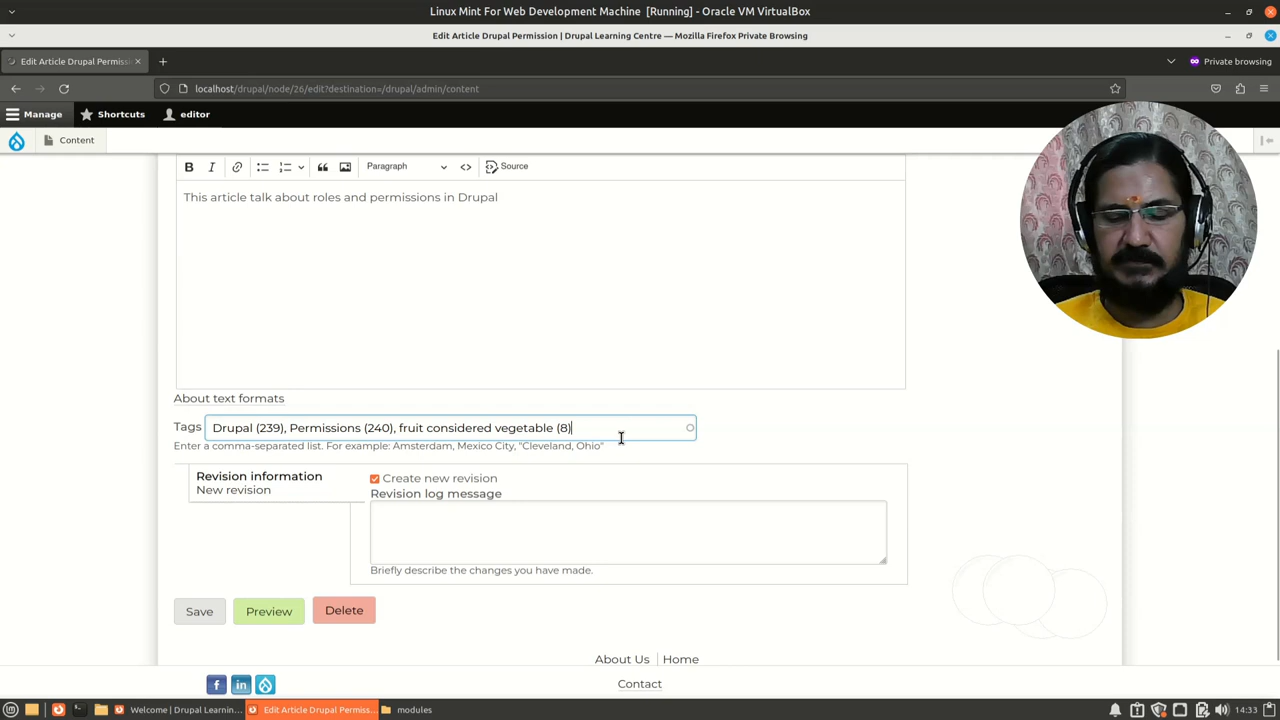 Linux Mint For Web Development Machine [Running] - Oracle VM VirtualBox
Edit Article Drupal Permission | Drupal Learning Centre — Mozilla Firefox Private Browsing
Edit Article Drupal Permiss
Private browsing
localhost/drupal/node/26/edit?destination=/drupal/admin/content
Manage Shortcuts editor
Content
B I Paragraph Source
This article talk about roles and permissions in Drupal
About text formats
Tags Drupal (239), Permissions (240), fruit considered vegetable (8)
Enter a comma-separated list. For example: Amsterdam, Mexico City, "Cleveland, Ohio"
Revision information
New revision
Create new revision
Revision log message
Briefly describe the changes you have made.
Save Preview Delete
About Us Home
Contact
Welcome | Drupal Learnin... Edit Article Drupal Permiss... modules 14:33